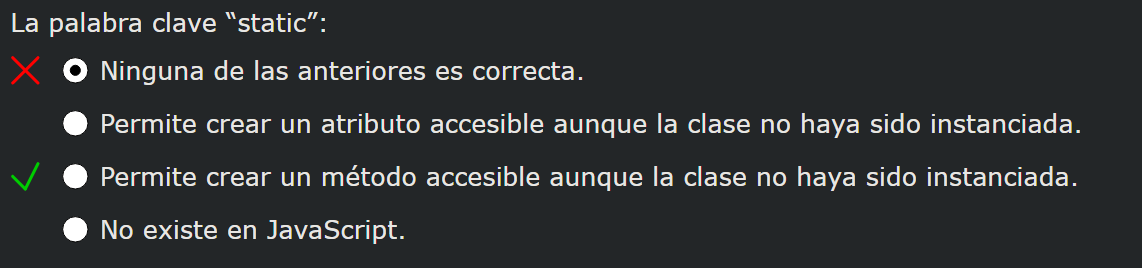 La palabra clave “static”:
Ninguna de las anteriores es correcta.
Permite crear un atributo accesible aunque la clase no haya sido instanciada.
Permite crear un método accesible aunque la clase no haya sido instanciada.
No existe en JavaScript.